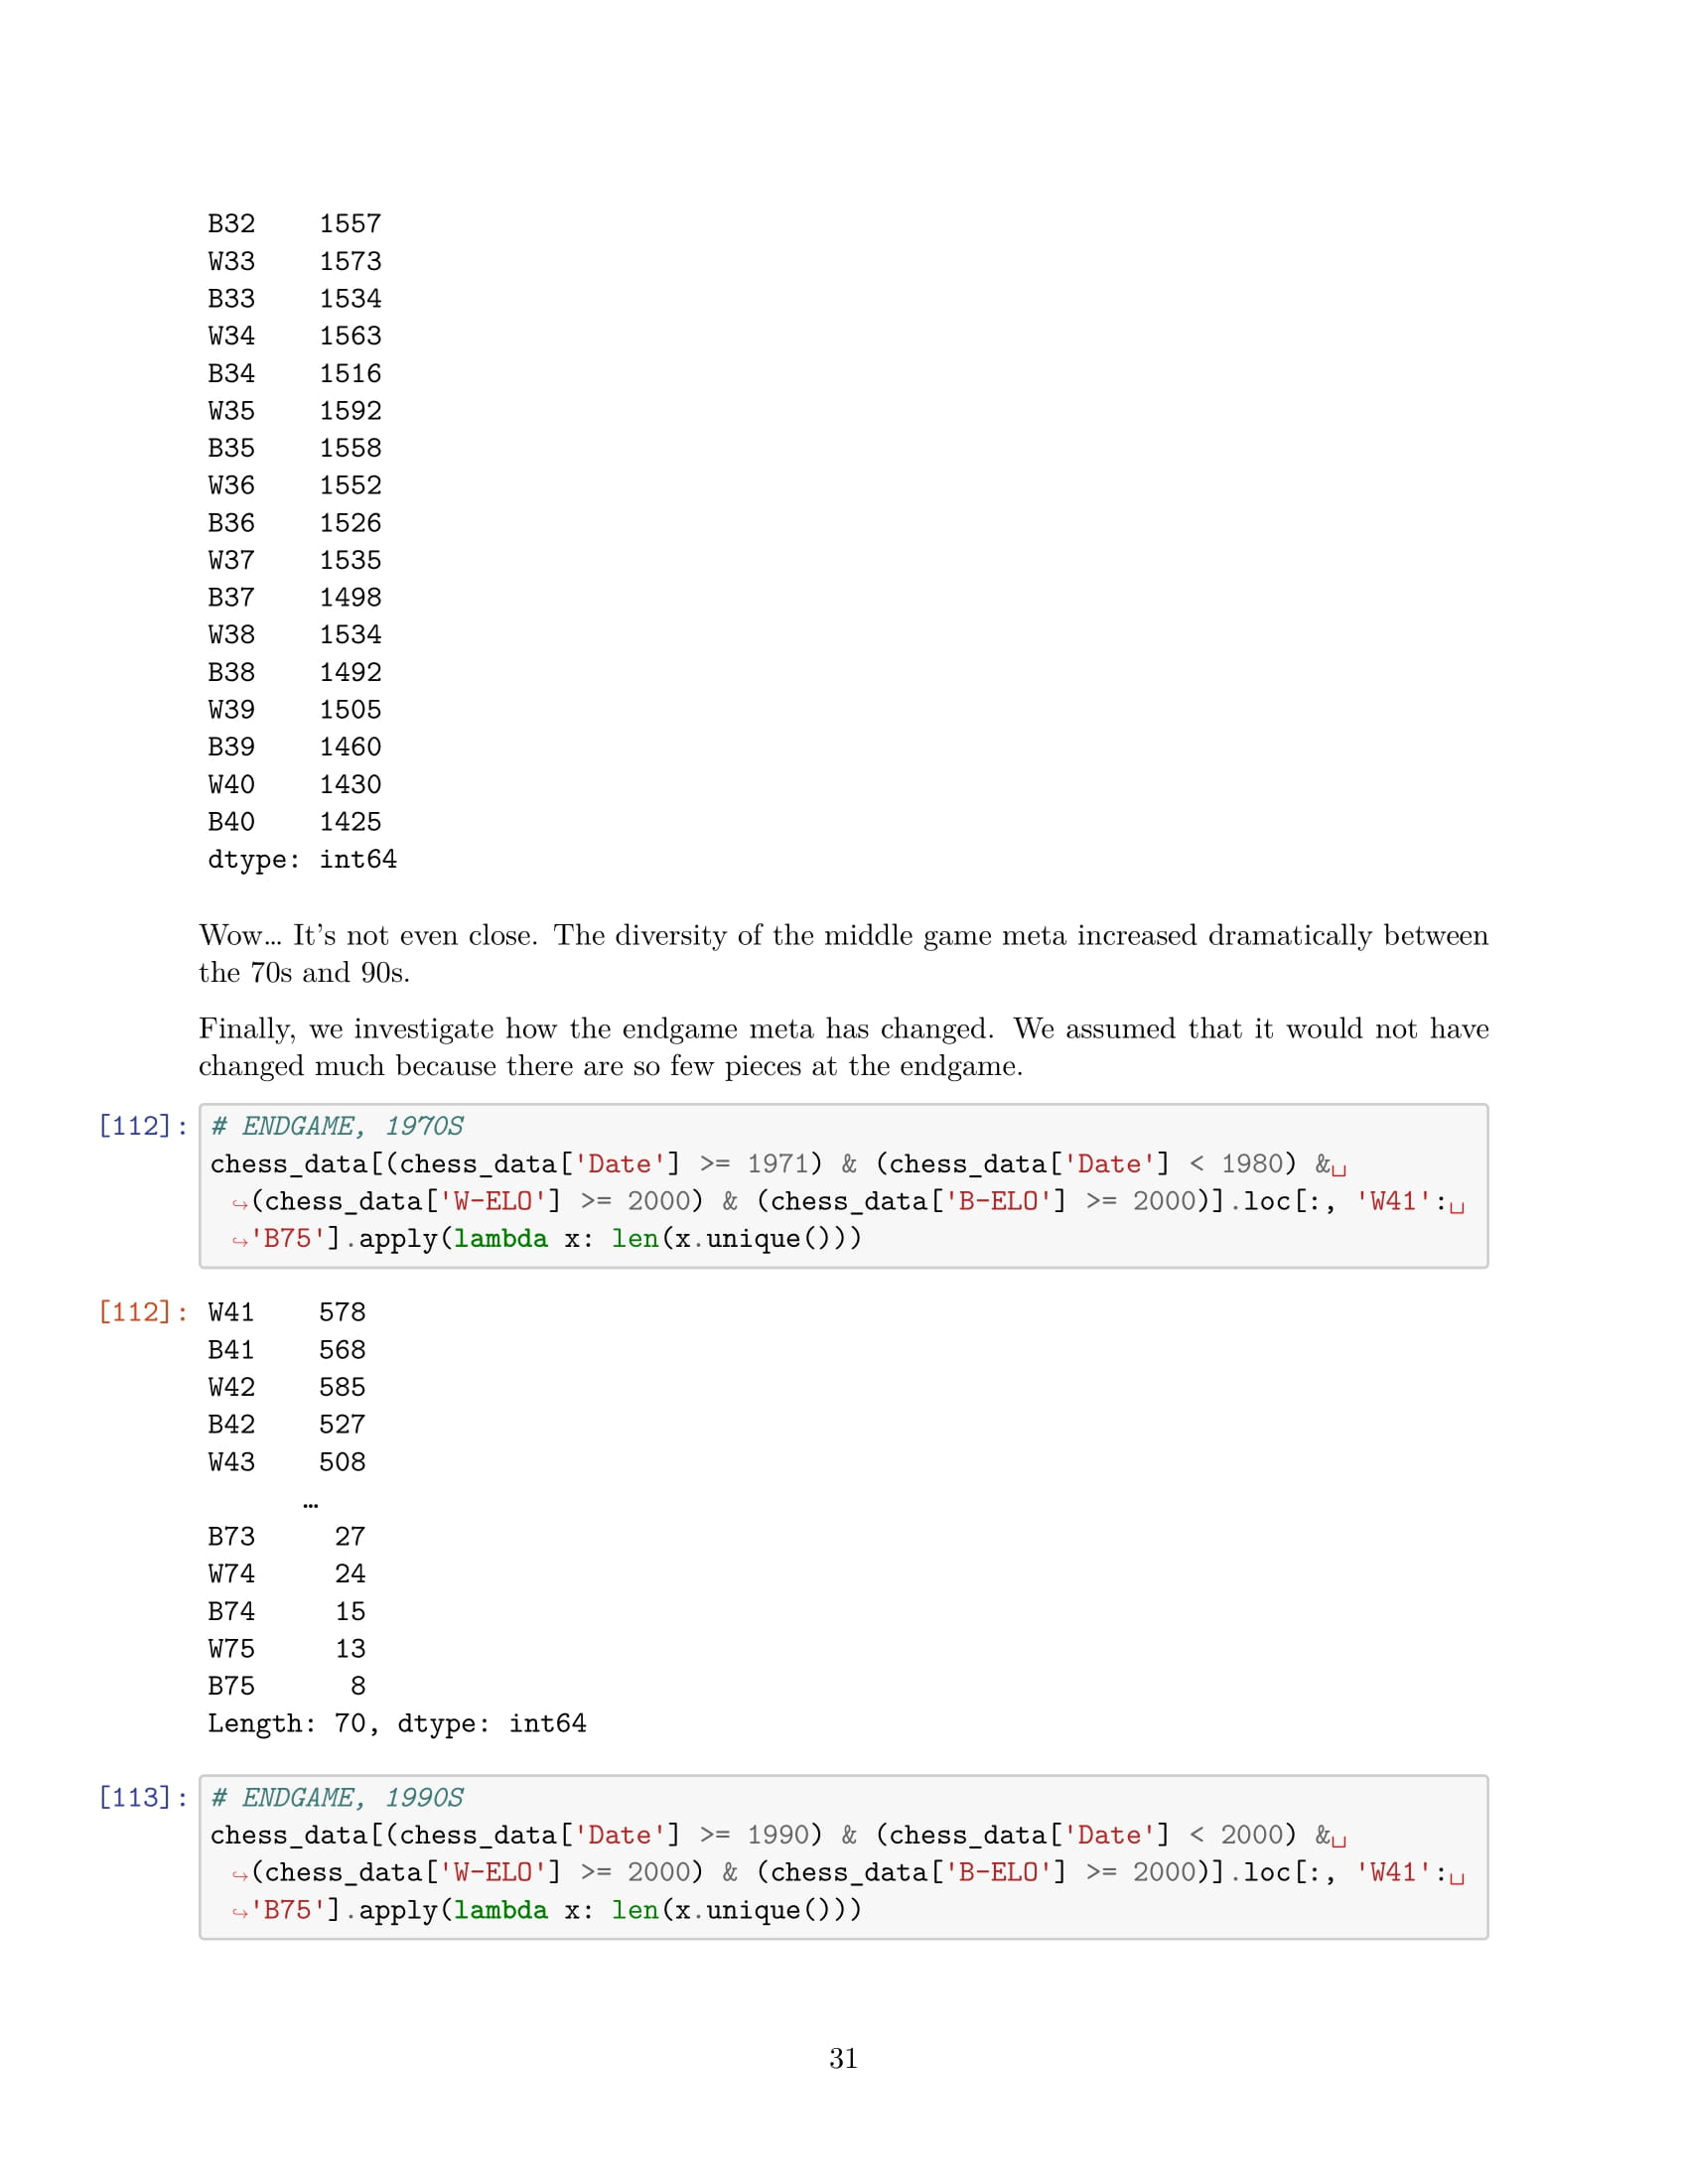 B32    1557
W33    1573
B33    1534
W34    1563
B34    1516
W35    1592
B35    1558
W36    1552
B36    1526
W37    1535
B37    1498
W38    1534
B38    1492
W39    1505
B39    1460
W40    1430
B40    1425
dtype: int64
Wow… It's not even close. The diversity of the middle game meta increased dramatically between
the 70s and 90s.
Finally, we investigate how the endgame meta has changed. We assumed that it would not have
changed much because there are so few pieces at the endgame.
[112]: # ENDGAME, 1970S
chess_data[(chess_data['Date'] >= 1971) & (chess_data['Date'] < 1980) &␣
↪(chess_data['W-ELO'] >= 2000) & (chess_data['B-ELO'] >= 2000)].loc[:, 'W41':␣
↪'B75'].apply(lambda x: len(x.unique()))
[112]: W41    578
B41    568
W42    585
B42    527
W43    508
…
B73     27
W74     24
B74     15
W75     13
B75      8
Length: 70, dtype: int64
[113]: # ENDGAME, 1990S
chess_data[(chess_data['Date'] >= 1990) & (chess_data['Date'] < 2000) &␣
↪(chess_data['W-ELO'] >= 2000) & (chess_data['B-ELO'] >= 2000)].loc[:, 'W41':␣
↪'B75'].apply(lambda x: len(x.unique()))
31